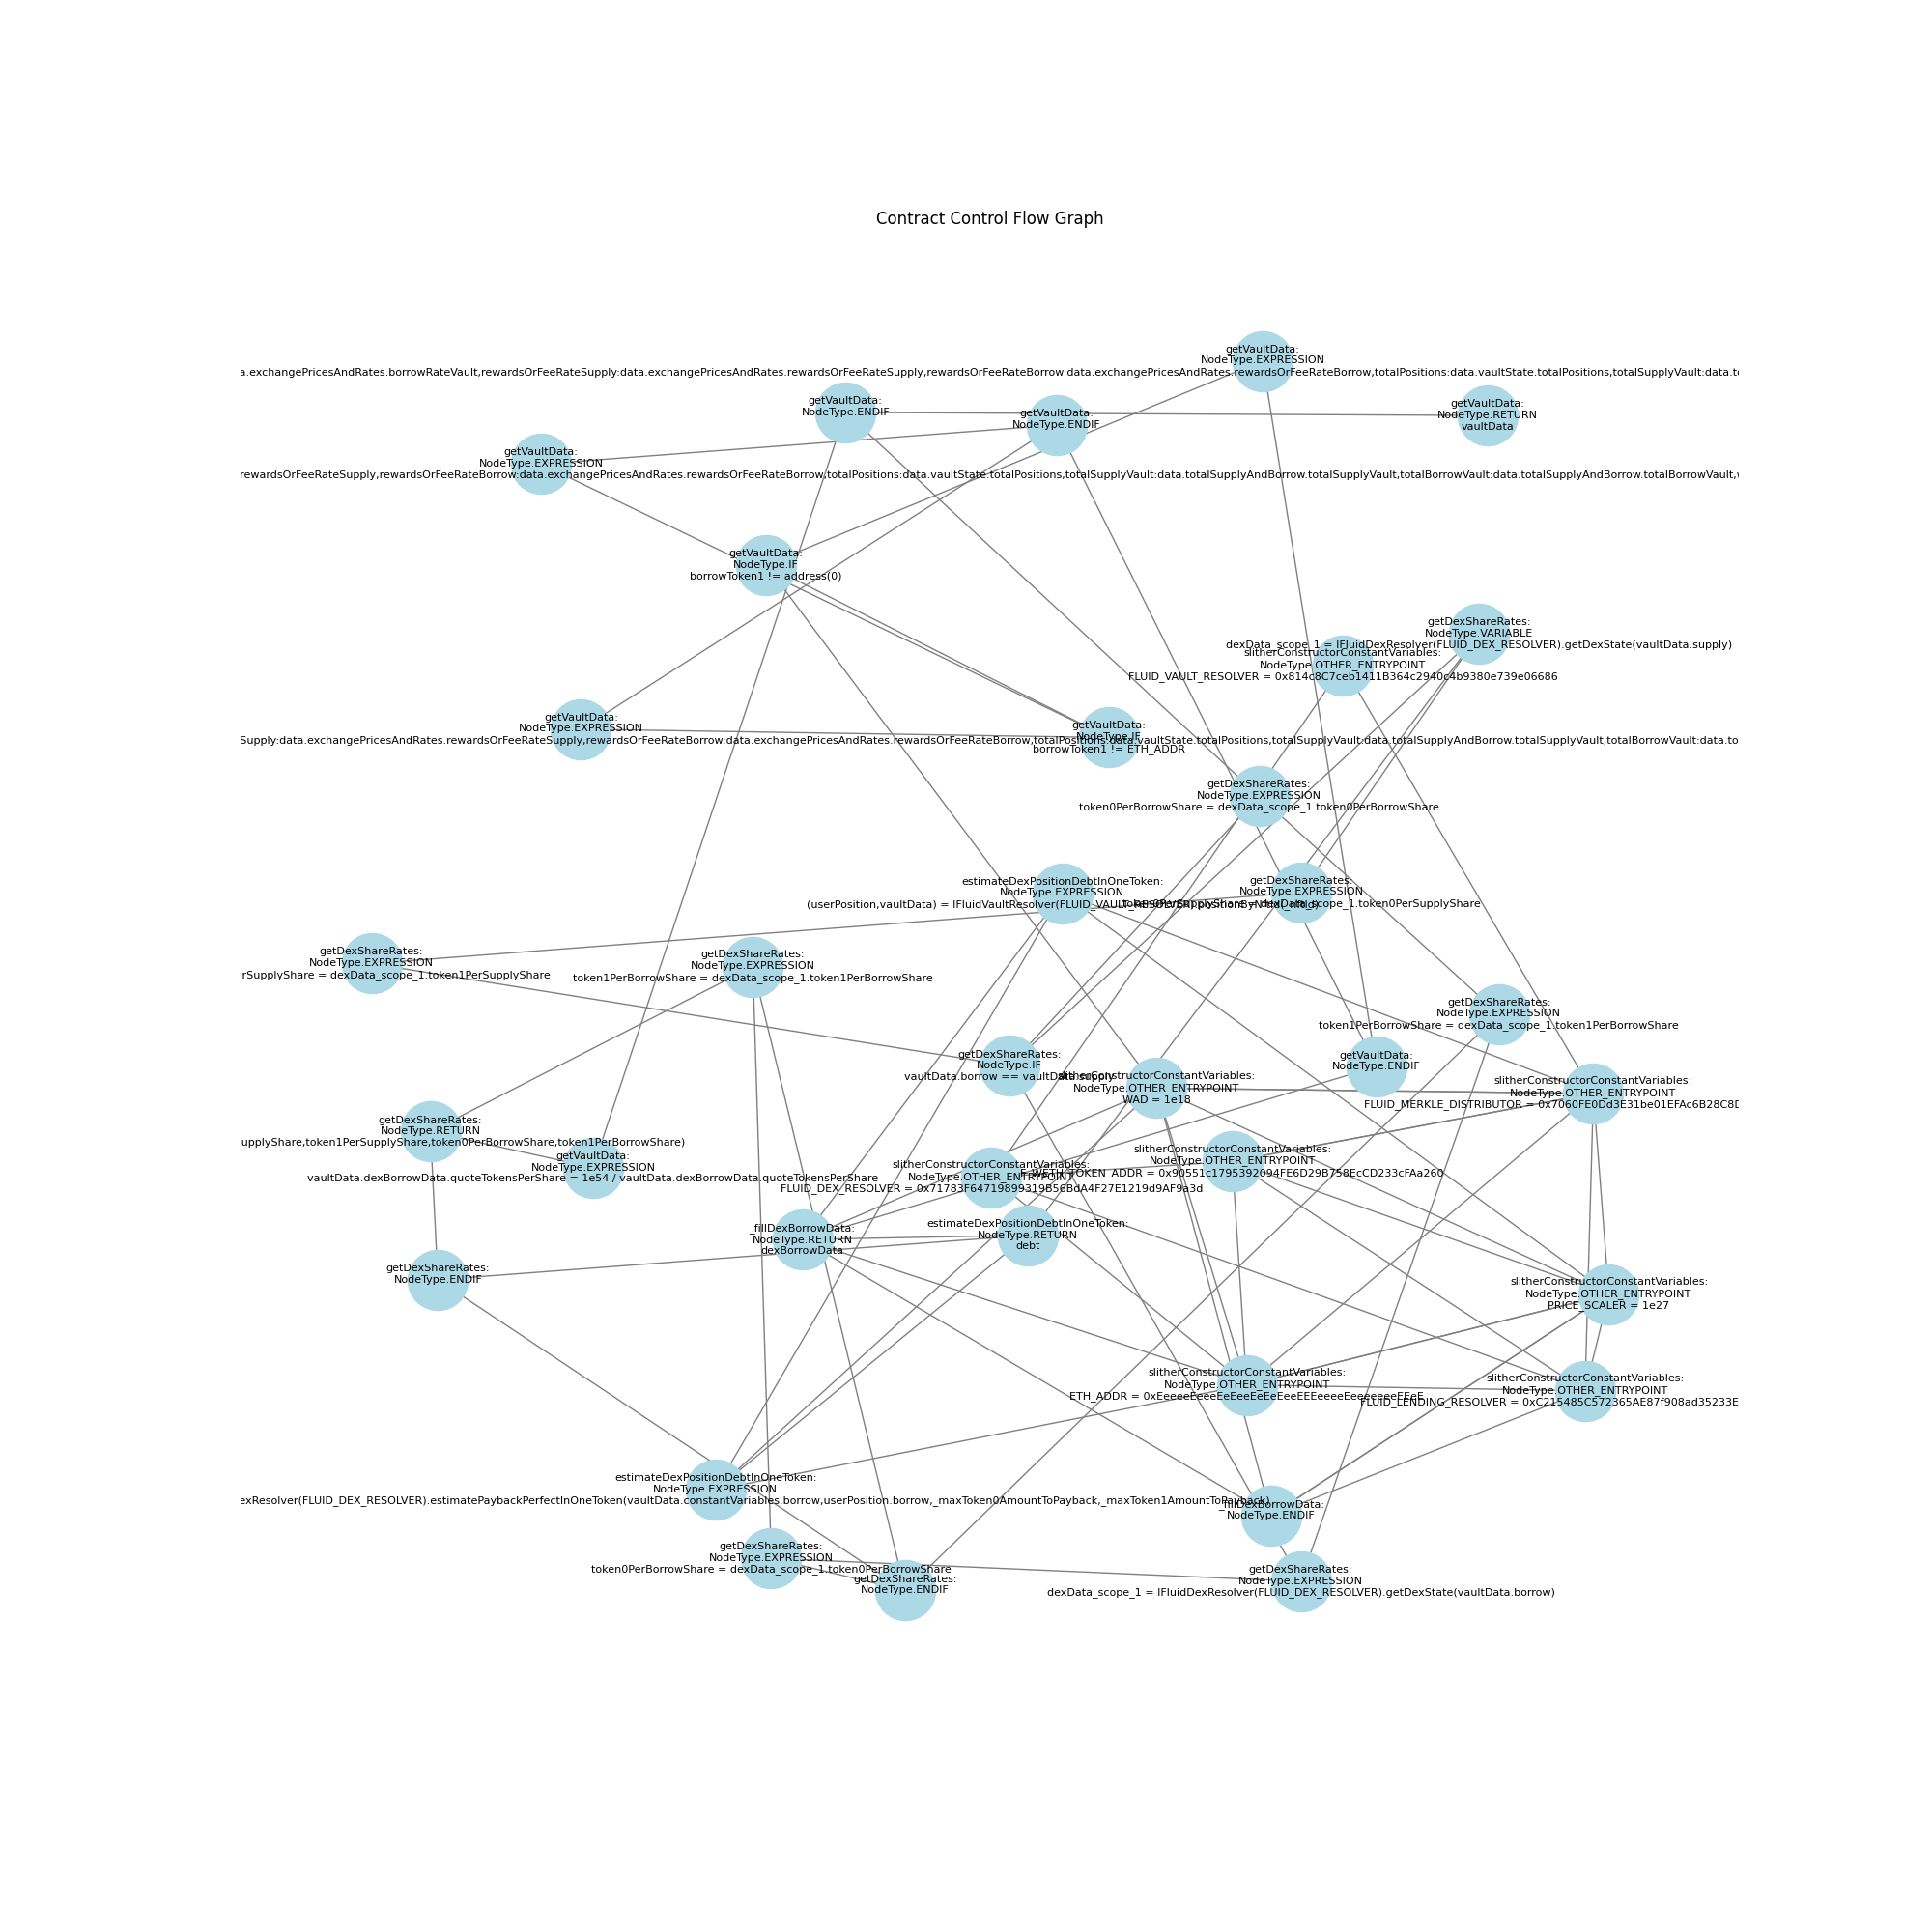 Contract Control Flow Graph
getVaultData:
NodeType.EXPRESSION
a.exchangePricesAndRates.borrowRateVault,rewardsOrFeeRateSupply:data.exchangePricesAndRates.rewardsOrFeeRateSupply,rewardsOrFeeRateBorrow:data.exchangePricesAndRates.rewardsOrFeeRateBorrow,totalPositions:data.vaultState.totalPositions,totalSupplyVault:data.t
getVaultData:
NodeType.ENDIF
getVaultData:
NodeType.ENDIF
getVaultData:
NodeType.RETURN
vaultData
getVaultData:
NodeType.EXPRESSION
rewardsOrFeeRateSupply,rewardsOrFeeRateBorrow:data.exchangePricesAndRates.rewardsOrFeeRateBorrow,totalPositions:data.vaultState.totalPositions,totalSupplyVault:data.totalSupplyAndBorrow.totalSupplyVault,totalBorrowVault:data.totalSupplyAndBorrow.totalBorrowVault,
getVaultData:
NodeType.IF
borrowToken1 != address(0)
getDexShareRates:
NodeType.VARIABLE
dexData_scope_1 = IFluidDexResolver(FLUID_DEX_RESOLVER).getDexState(vaultData.supply)
slitherConstructorConstantVariables:
NodeType.OTHER_ENTRYPOINT
FLUID_VAULT_RESOLVER = 0x814c8C7ceb1411B364c2940c4b9380e739e06686
getVaultData:
NodeType.EXPRESSION
Supply:data.exchangePricesAndRates.rewardsOrFeeRateSupply,rewardsOrFeeRateBorrow:data.exchangePricesAndRates.rewardsOrFeeRateBorrow,totalPositions:data.vaultState.totalPositions,totalSupplyVault:data.totalSupplyAndBorrow.totalSupplyVault,totalBorrowVault:data.to
getVaultData:
NodeType.IF
borrowToken1 != ETH_ADDR
getDexShareRates:
NodeType.EXPRESSION
token0PerBorrowShare = dexData_scope_1.token0PerBorrowShare
estimateDexPositionDebtInOneToken:
NodeType.EXPRESSION
(userPosition,vaultData) = IFluidVaultResolver(FLUID_VAULT_RESOLVER).positionByNftId(_nftId)
getDexShareRates:
NodeType.EXPRESSION
token0PerSupplyShare = dexData_scope_1.token0PerSupplyShare
getDexShareRates:
NodeType.EXPRESSION
rSupplyShare = dexData_scope_1.token1PerSupplyShare
getDexShareRates:
NodeType.EXPRESSION
token1PerBorrowShare = dexData_scope_1.token1PerBorrowShare
getDexShareRates:
NodeType.EXPRESSION
token1PerBorrowShare = dexData_scope_1.token1PerBorrowShare
getDexShareRates:
NodeType.IF
vaultData.borrow == vaultData.supply
getVaultData:
NodeType.ENDIF
slitherConstructorConstantVariables:
NodeType.OTHER_ENTRYPOINT
WAD = 1e18
slitherConstructorConstantVariables:
NodeType.OTHER_ENTRYPOINT
FLUID_MERKLE_DISTRIBUTOR = 0x7060FE0Dd3E31be01EFAc6B28C8D
getDexShareRates:
NodeType.RETURN
upplyShare,token1PerSupplyShare,token0PerBorrowShare,token1PerBorrowShare)
getVaultData:
NodeType.EXPRESSION
vaultData.dexBorrowData.quoteTokensPerShare = 1e54 / vaultData.dexBorrowData.quoteTokensPerShare
slitherConstructorConstantVariables:
NodeType.OTHER_ENTRYPOINT
F_WETH_TOKEN_ADDR = 0x90551c1795392094FE6D29B758EcCD233cFAa260
slitherConstructorConstantVariables:
NodeType.OTHER_ENTRYPOINT
FLUID_DEX_RESOLVER = 0x71783F64719899319B56BdA4F27E1219d9AF9a3d
_fillDexBorrowData:
NodeType.RETURN
dexBorrowData
estimateDexPositionDebtInOneToken:
NodeType.RETURN
debt
getDexShareRates:
NodeType.ENDIF
slitherConstructorConstantVariables:
NodeType.OTHER_ENTRYPOINT
PRICE_SCALER = 1e27
slitherConstructorConstantVariables:
NodeType.OTHER_ENTRYPOINT
slitherConstructorConstantVariables:
NodeType.OTHER_ENTRYPOINT
FLUID_LENDING_RESOLVER = 0xC215485C572365AE87f908ad35233E
estimateDexPositionDebtInOneToken:
NodeType.EXPRESSION
exResolver(FLUID_DEX_RESOLVER).estimatePaybackPerfectInOneToken(vaultData.constantVariables.borrow,userPosition.borrow,_maxToken0AmountToPayback,_maxToken1AmountToPayback)
_fillDexBorrowData:
NodeType.ENDIF
getDexShareRates:
NodeType.EXPRESSION
token0PerBorrowShare = dexData_scope_1.token0PerBorrowShare
getDexShareRates:
NodeType.ENDIF
getDexShareRates:
NodeType.EXPRESSION
dexData_scope_1 = IFluidDexResolver(FLUID_DEX_RESOLVER).getDexState(vaultData.borrow)